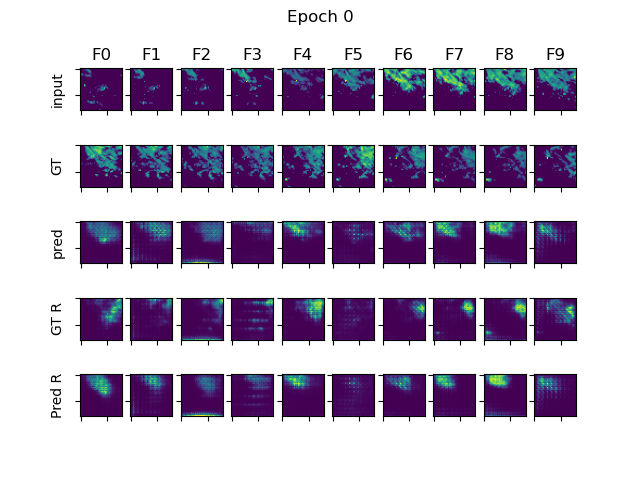 Epoch 0
F0 F1 F2 F3 F4 F5 F6 F7 F8 F9
input
GT
pred
GT R
Pred R